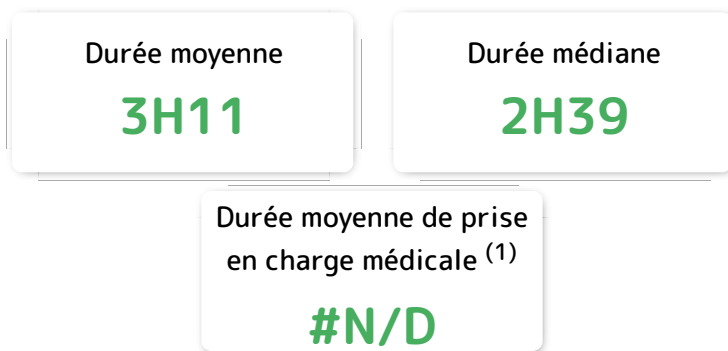 Durée moyenne
3H11
Durée médiane
2H39
Durée moyenne de prise
en charge médicale (1)
#N/D